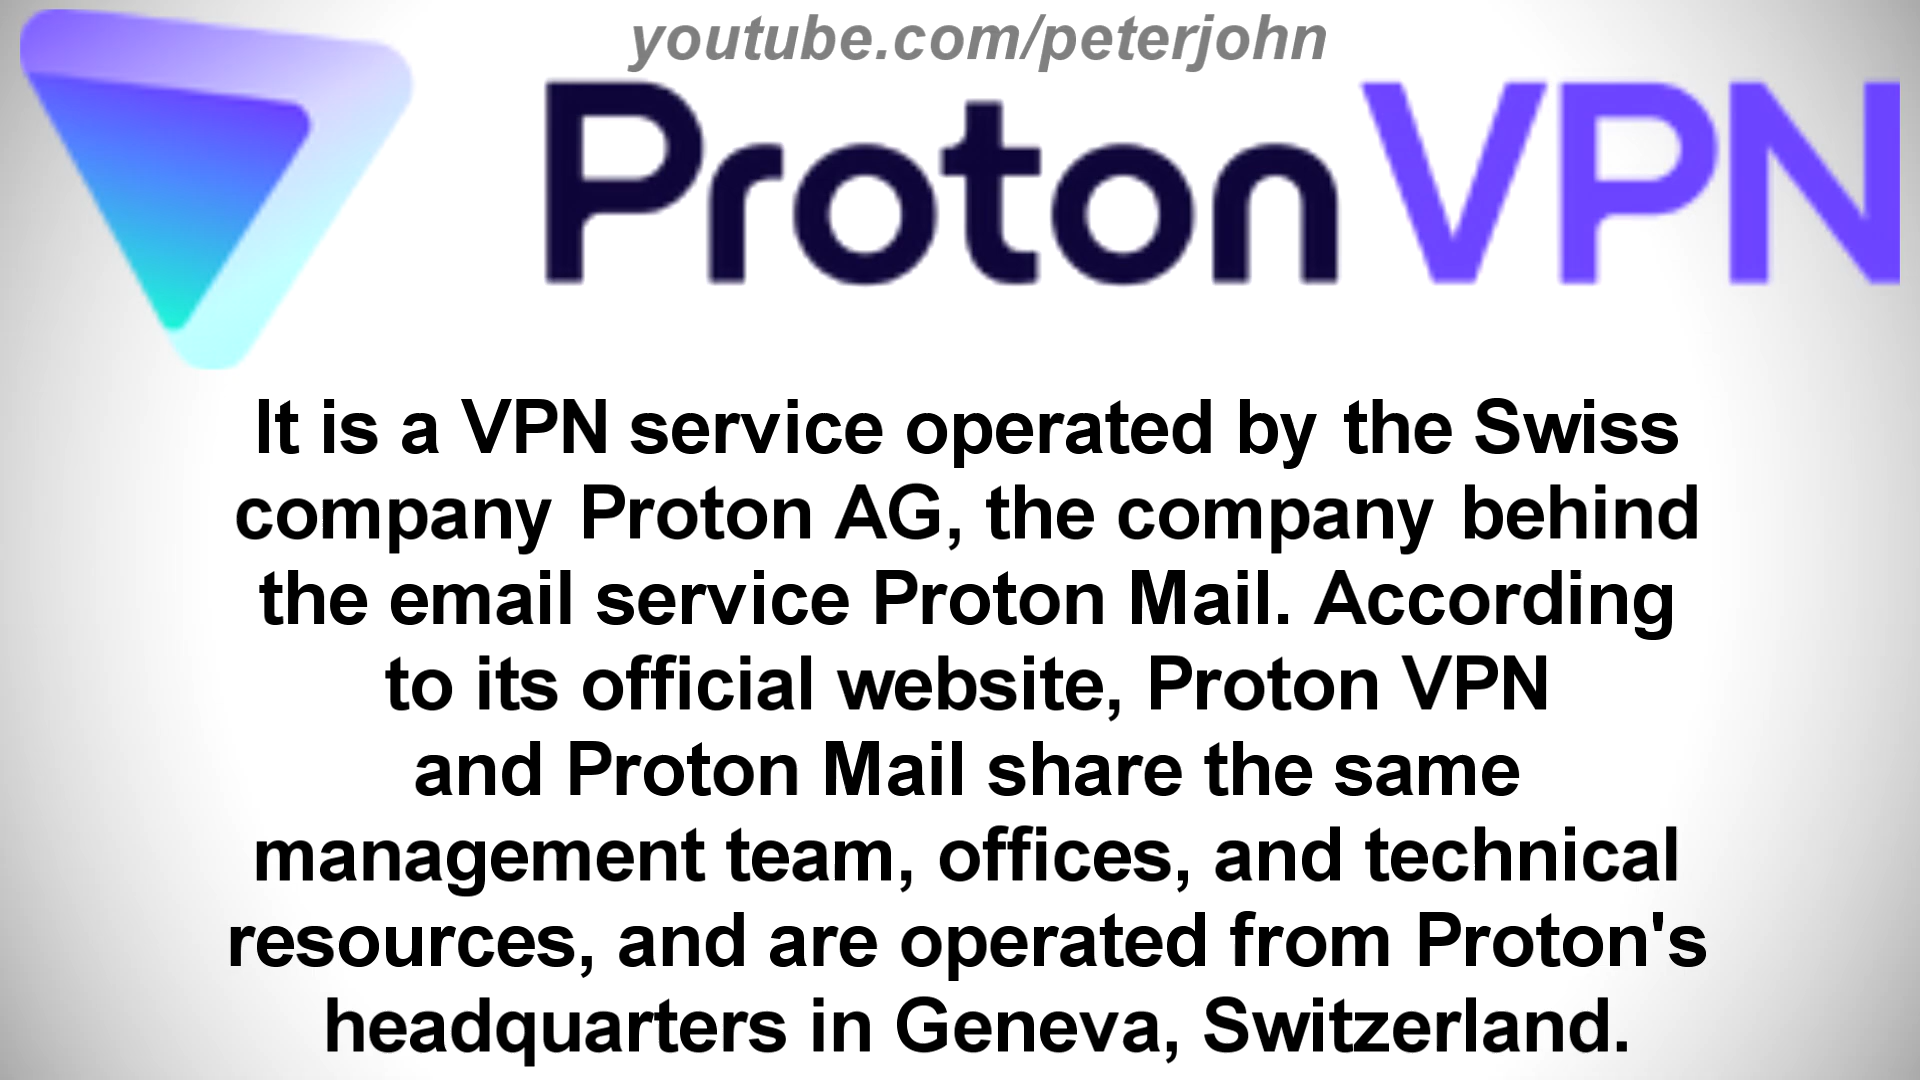 youtube.com/peterjohn
Proton VPN
It is a VPN service operated by the Swiss
company Proton AG, the company behind
the email service Proton Mail. According
to its official website, Proton VPN
and Proton Mail share the same
management team, offices, and technical
resources, and are operated from Proton's
headquarters in Geneva, Switzerland.